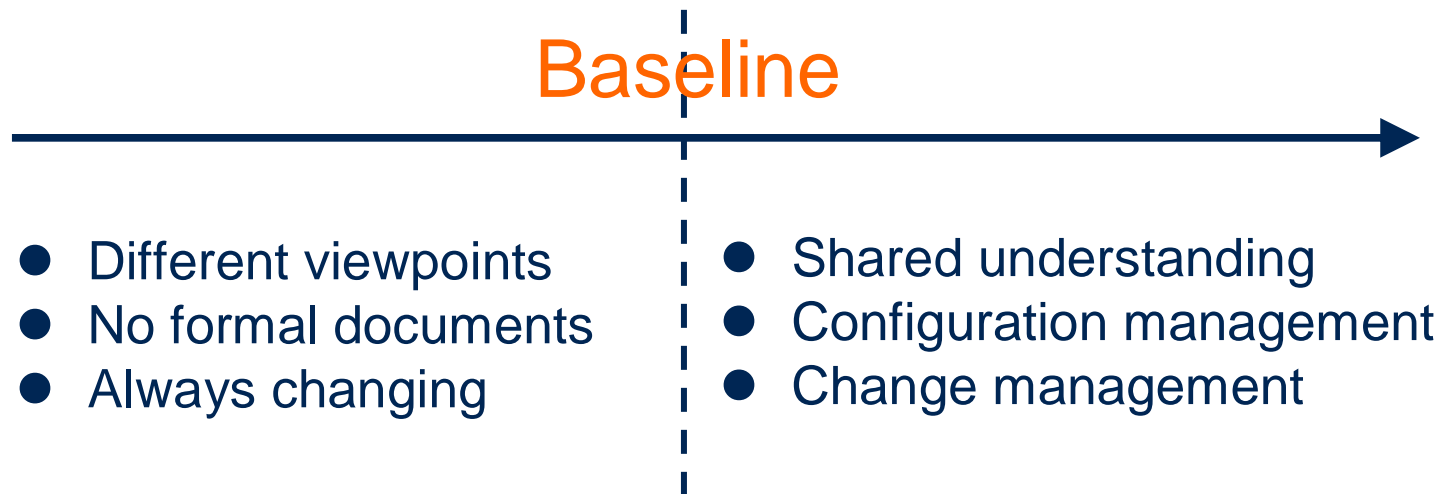 Baseline
● Different viewpoints
● No formal documents
● Always changing
● Shared understanding
● Configuration management
● Change management